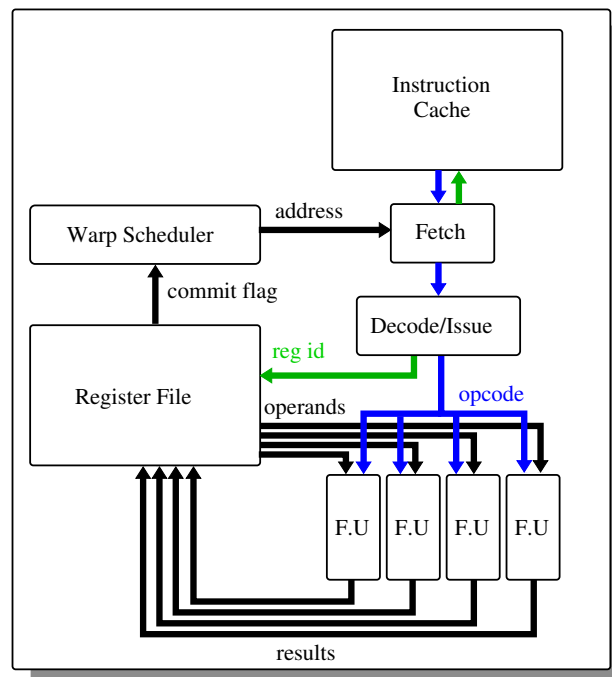 Instruction
Cache
address
Warp Scheduler
Fetch
commit flag
Decode/Issue
reg id
Register File
opcode
operands
F.U
F.U
F.U
F.U
results